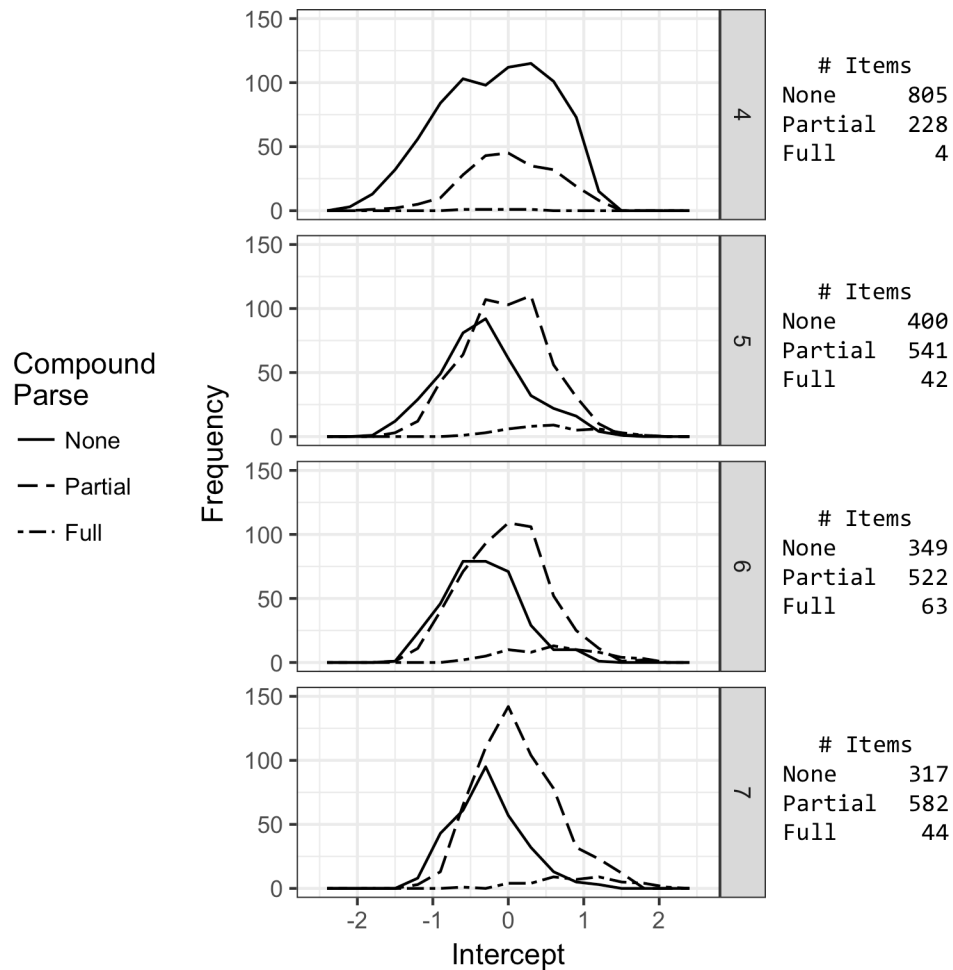 Compound
Parse
None
Partial
Full
Frequency
150
100
50
0
4
# Items
None 805
Partial 228
Full 4
150
100
50
0
5
# Items
None 400
Partial 541
Full 42
150
100
50
0
6
# Items
None 349
Partial 522
Full 63
150
100
50
0
7
# Items
None 317
Partial 582
Full 44
-2 -1 0 1 2
Intercept